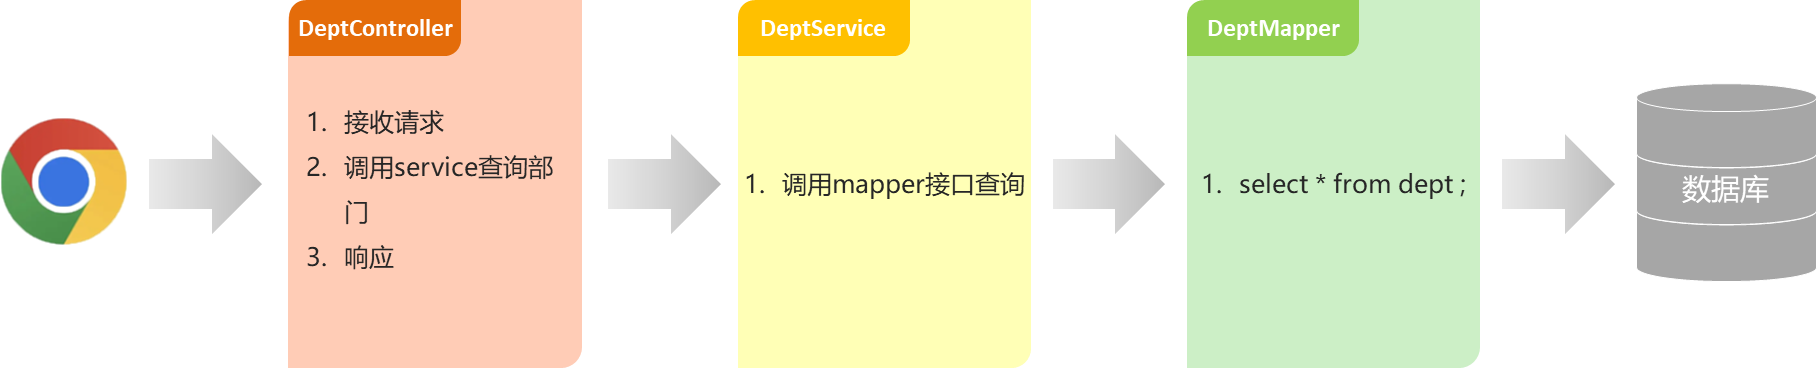 DeptController
1. 接收请求
2. 调用service查询部
门
3. 响应
DeptService
1. 调用mapper接口查询
DeptMapper
1. select * from dept ;
数据库